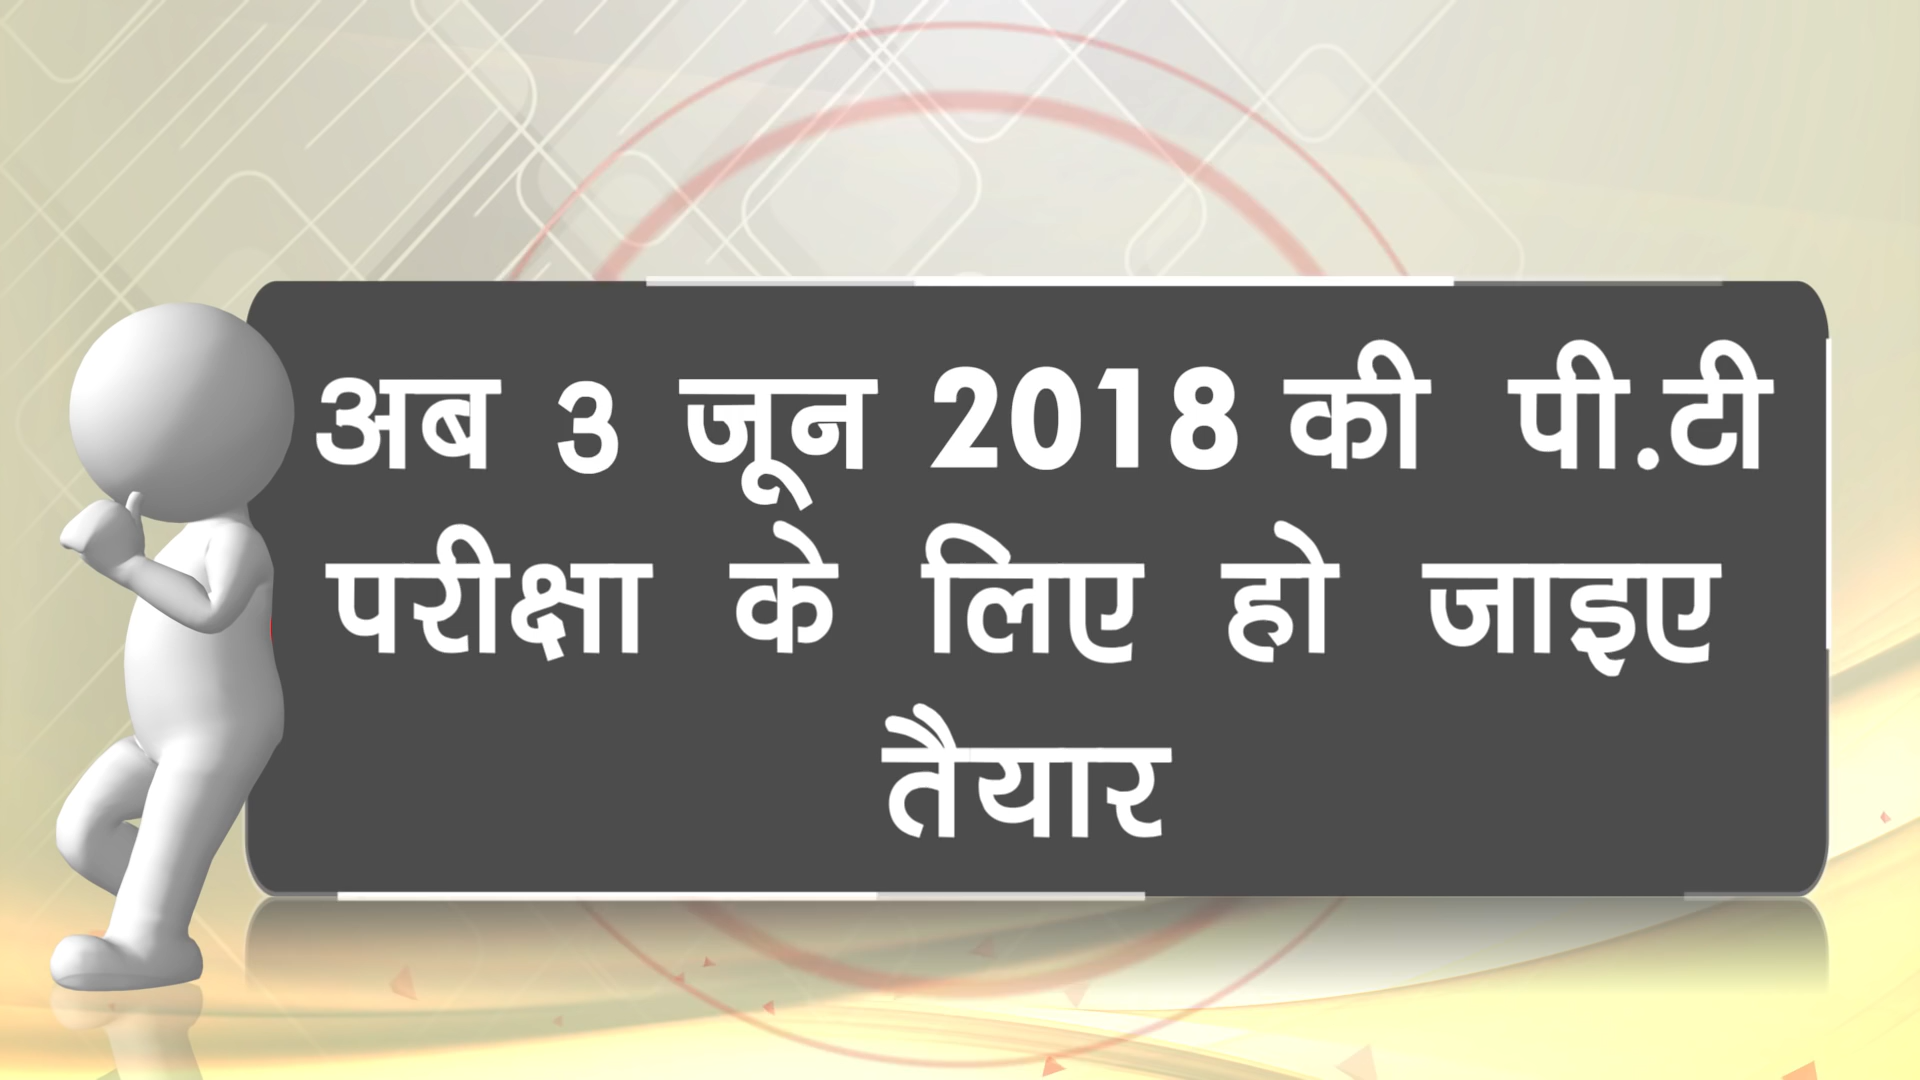 अब 3 जून 2018 की पी.टी
परीक्षा के लिए हो जाइए
तैयार